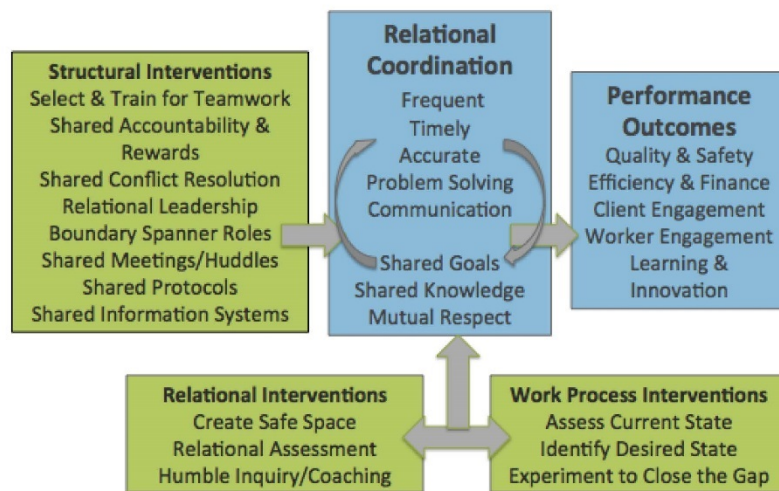 Structural Interventions
Select & Train for Teamwork
Shared Accountability &
Rewards
Shared Conflict Resolution
Relational Leadership
Boundary Spanner Roles
Shared Meetings/Huddles
Shared Protocols
Shared Information Systems
Relational
Coordination
Frequent
Timely
Accurate
Problem Solving
Communication
Shared Goals
Shared Knowledge
Mutual Respect
Performance
Outcomes
Quality & Safety
Efficiency & Finance
Client Engagement
Worker Engagement
Learning &
Innovation
Relational Interventions
Create Safe Space
Relational Assessment
Humble Inquiry/Coaching
Work Process Interventions
Assess Current State
Identify Desired State
Experiment to Close the Gap